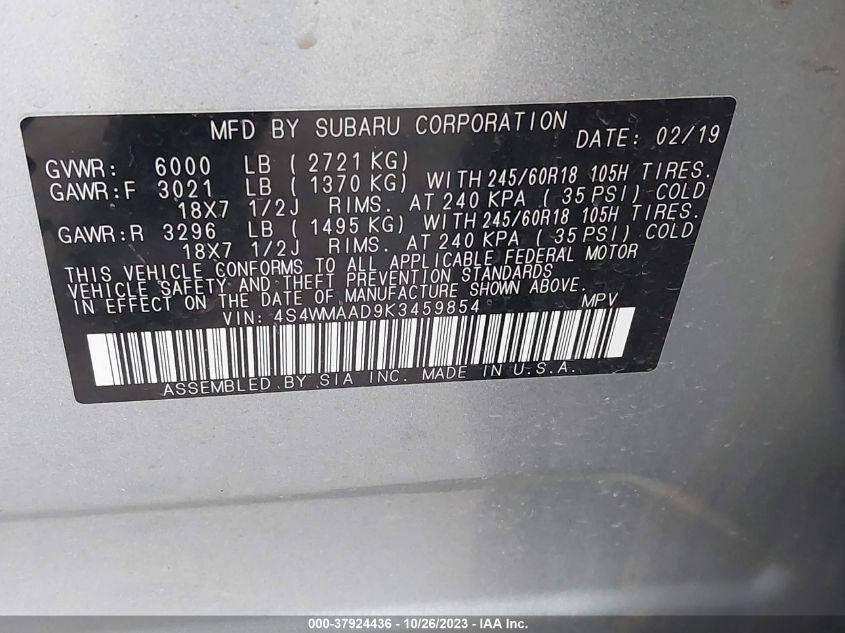 MFD BY SUBARU CORPORATION DATE: 02/19
GVWR: 6000 LB ( 2721 KG)
GAWR:F 3021 LB ( 1370 KG) WITH 245/60R18 105H TIRES.
18X7 1/2J RIMS. AT 240 KPA ( 35 PSI) COLD
GAWR:R 3296 LB ( 1495 KG) WITH 245/60R18 105H TIRES.
18X7 1/2J RIMS. AT 240 KPA ( 35 PSI) COLD
THIS VEHICLE CONFORMS TO ALL APPLICABLE FEDERAL MOTOR
VEHICLE SAFETY AND THEFT PREVENTION STANDARDS
IN EFFECT ON THE DATE OF MANUFACTURE SHOWN ABOVE.
VIN: 4S4WMAAD9K3459854 MPV
ASSEMBLED BY SIA INC. MADE IN U.S.A.
000-37924436 - 10/26/2023 - IAA Inc.